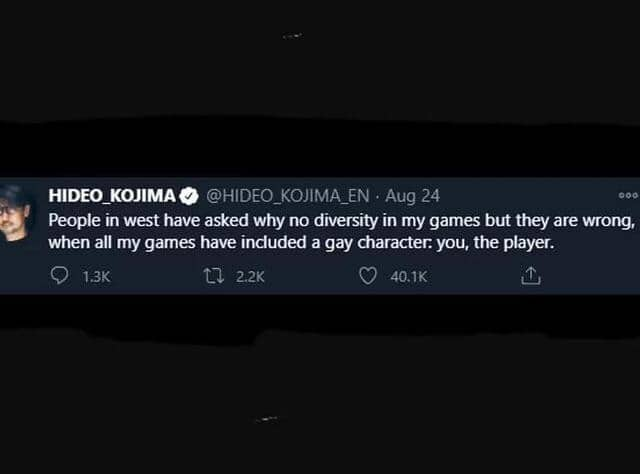 HIDEO_KOJIMA @HIDEO_KOJIMA_EN · Aug 24
People in west have asked why no diversity in my games but they are wrong,
when all my games have included a gay character: you, the player.
1.3K 2.2K 40.1K